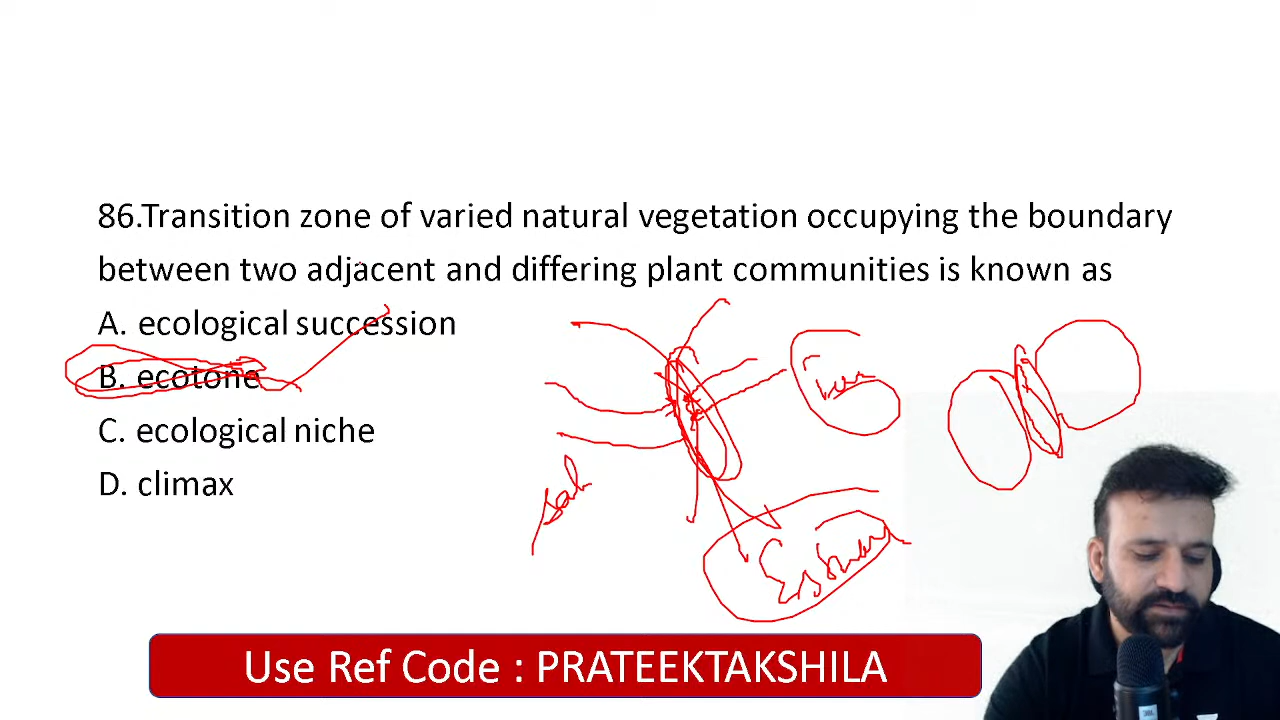 86.Transition zone of varied natural vegetation occupying the boundary
between two adjacent and differing plant communities is known as
A. ecological succession
B. ecotone
C. ecological niche
D. climax
Use Ref Code : PRATEEKTAKSHILA